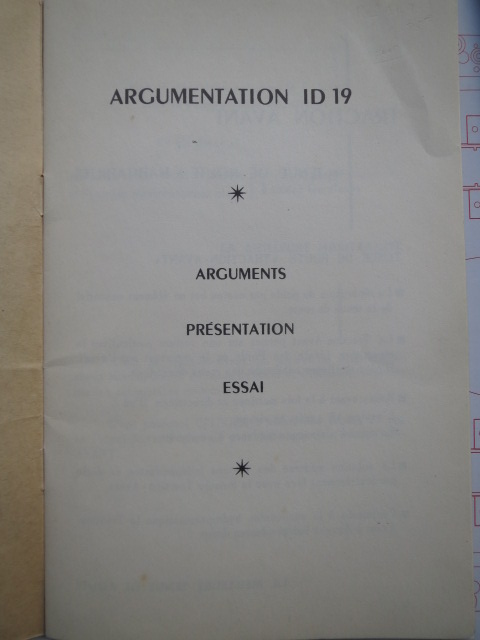 ARGUMENTATION ID 19
ARGUMENTS
PRÉSENTATION
ESSAI